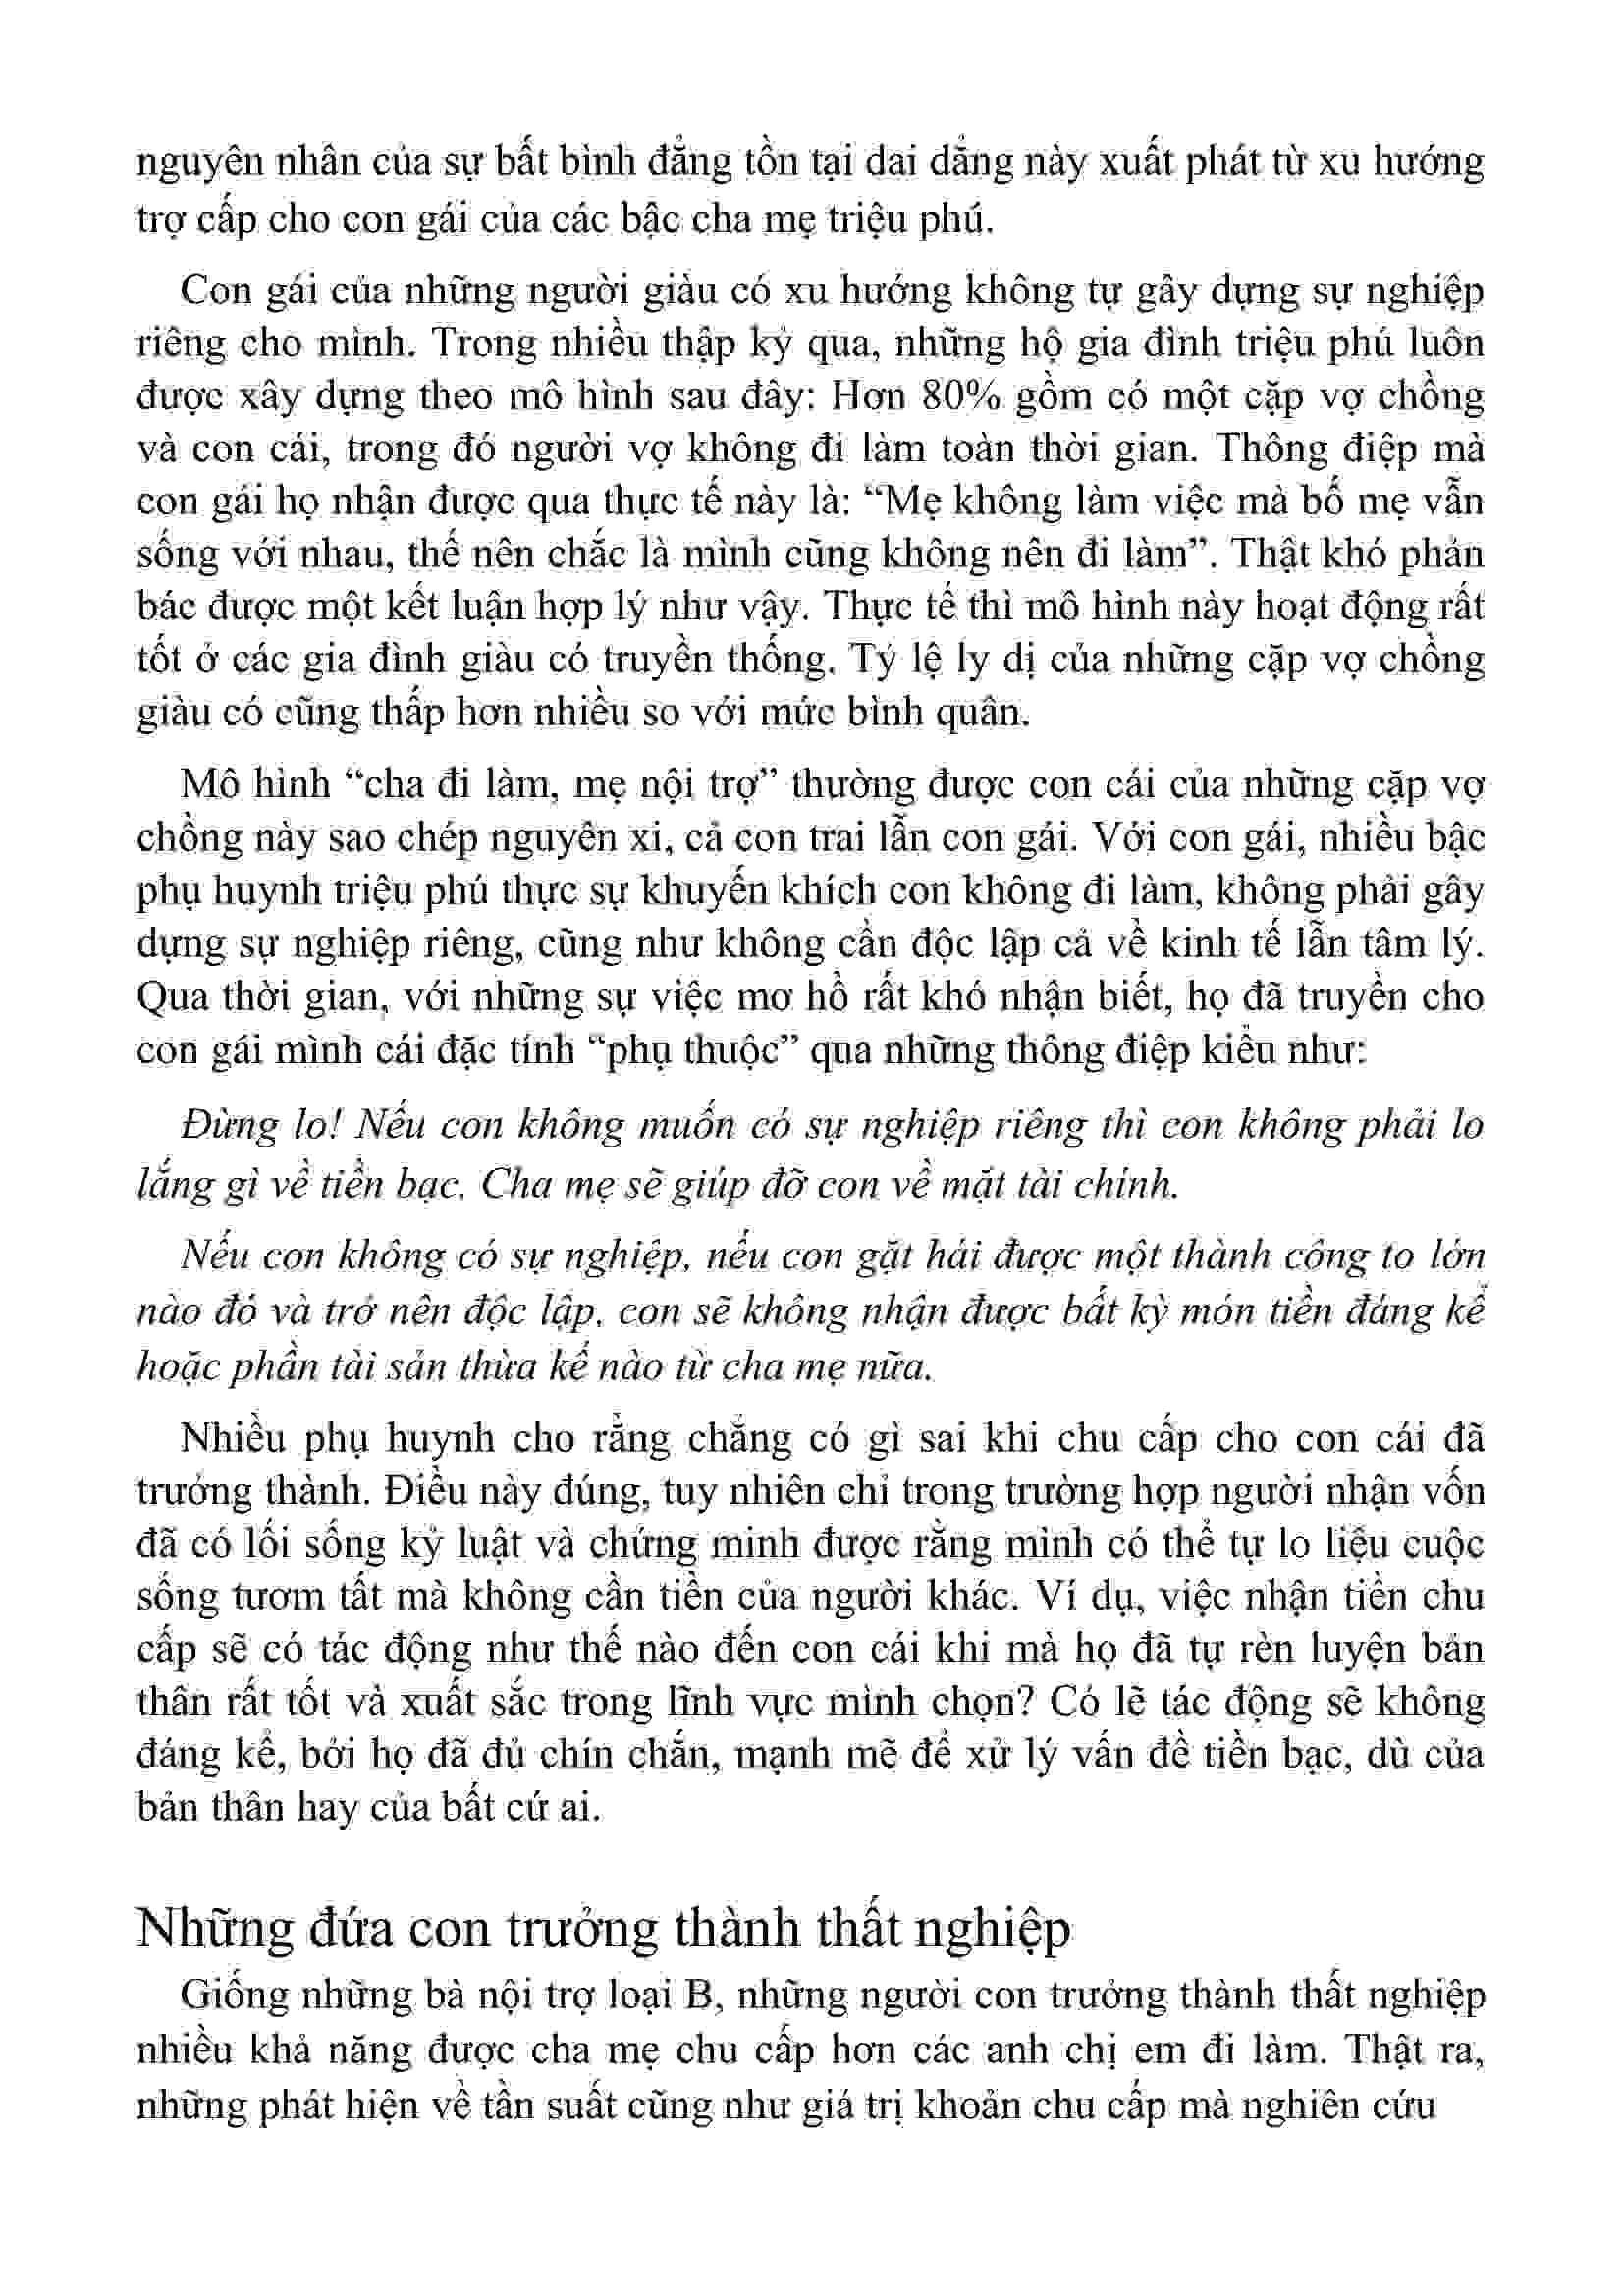 nguyên nhân của sự bất bình đẳng tồn tại dai dẳng này xuất phát từ xu hướng
trợ cấp cho con gái của các bậc cha mẹ triệu phú.
Con gái của những người giàu có xu hướng không tự gây dựng sự nghiệp
riêng cho mình. Trong nhiều thập kỷ qua, những hộ gia đình triệu phú luôn
được xây dựng theo mô hình sau đây: Hơn 80% gồm có một cặp vợ chồng
và con cái, trong đó người vợ không đi làm toàn thời gian. Thông điệp mà
con gái họ nhận được qua thực tế này là: “Mẹ không làm việc mà bố mẹ vẫn
sống với nhau, thế nên chắc là mình cũng không nên đi làm”. Thật khó phản
bác được một kết luận hợp lý như vậy. Thực tế thì mô hình này hoạt động rất
tốt ở các gia đình giàu có truyền thống. Tỷ lệ ly dị của những cặp vợ chồng
giàu có cũng thấp hơn nhiều so với mức bình quân.
Mô hình “cha đi làm, mẹ nội trợ” thường được con cái của những cặp vợ
chồng này sao chép nguyên xi, cả con trai lẫn con gái. Với con gái, nhiều bậc
phụ huynh triệu phú thực sự khuyến khích con không đi làm, không phải gây
dựng sự nghiệp riêng, cũng như không cần độc lập cả về kinh tế lẫn tâm lý.
Qua thời gian, với những sự việc mơ hồ rất khó nhận biết, họ đã truyền cho
con gái mình cái đặc tính “phụ thuộc” qua những thông điệp kiểu như:
Đừng lo! Nếu con không muốn có sự nghiệp riêng thì con không phải lo
lắng gì về tiền bạc. Cha mẹ sẽ giúp đỡ con về mặt tài chính.
Nếu con không có sự nghiệp, nếu con gặt hái được một thành công to lớn
nào đó và trở nên độc lập, con sẽ không nhận được bất kỳ món tiền đáng kể
hoặc phần tài sản thừa kế nào từ cha mẹ nữa.
Nhiều phụ huynh cho rằng chẳng có gì sai khi chu cấp cho con cái đã
trưởng thành. Điều này đúng, tuy nhiên chỉ trong trường hợp người nhận vốn
đã có lối sống kỷ luật và chứng minh được rằng mình có thể tự lo liệu cuộc
sống tươm tất mà không cần tiền của người khác. Ví dụ, việc nhận tiền chu
cấp sẽ có tác động như thế nào đến con cái khi mà họ đã tự rèn luyện bản
thân rất tốt và xuất sắc trong lĩnh vực mình chọn? Có lẽ tác động sẽ không
đáng kể, bởi họ đã đủ chín chắn, mạnh mẽ để xử lý vấn đề tiền bạc, dù của
bản thân hay của bất cứ ai.
Những đứa con trưởng thành thất nghiệp
Giống những bà nội trợ loại B, những người con trưởng thành thất nghiệp
nhiều khả năng được cha mẹ chu cấp hơn các anh chị em đi làm. Thật ra,
những phát hiện về tần suất cũng như giá trị khoản chu cấp mà nghiên cứu